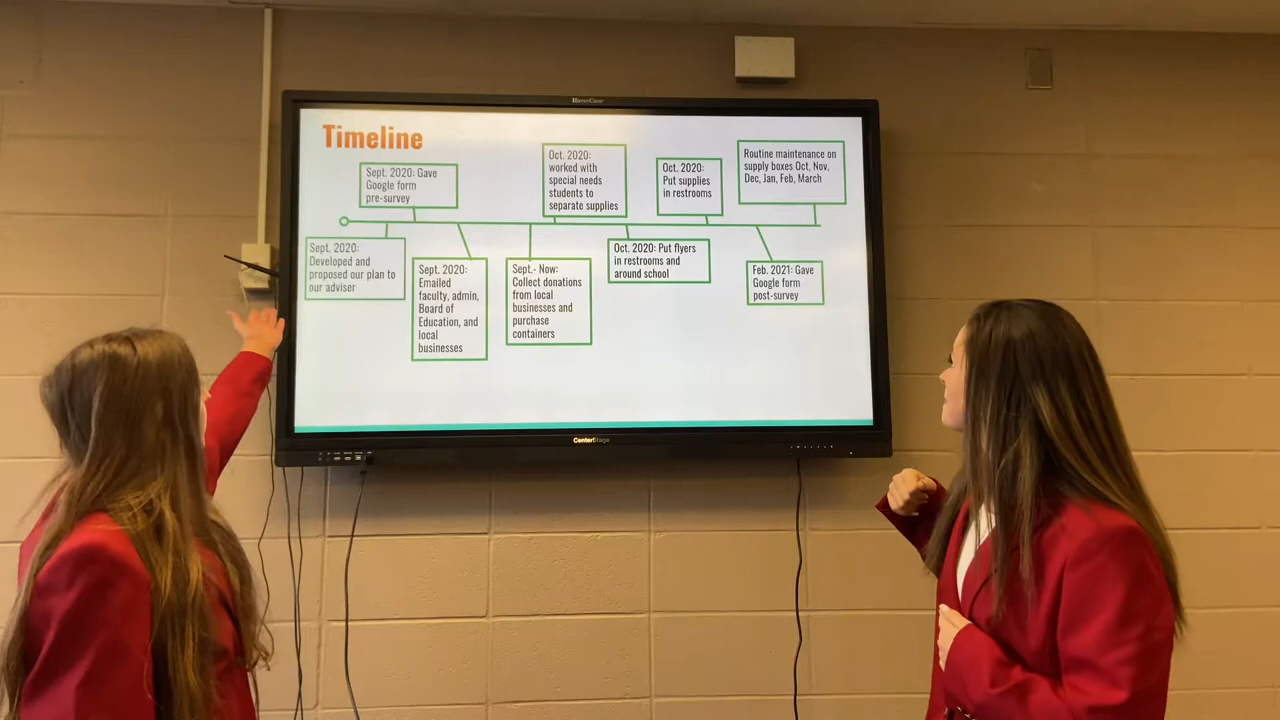 Timeline
Sept. 2020: Gave
Google form
pre-survey
Oct. 2020:
worked with
special needs
students to
separate supplies
Oct. 2020:
Put supplies
in restrooms
Routine maintenance on
supply boxes Oct, Nov,
Dec, Jan, Feb, March
Sept. 2020:
Developed and
proposed our plan to
our adviser
Sept. 2020:
Emailed
faculty, admin,
Board of
Education, and
local
businesses
Sept.- Now:
Collect donations
from local
businesses and
purchase
containers
Oct. 2020: Put flyers
in restrooms and
around school
Feb. 2021: Gave
Google form
post-survey
CenterStage